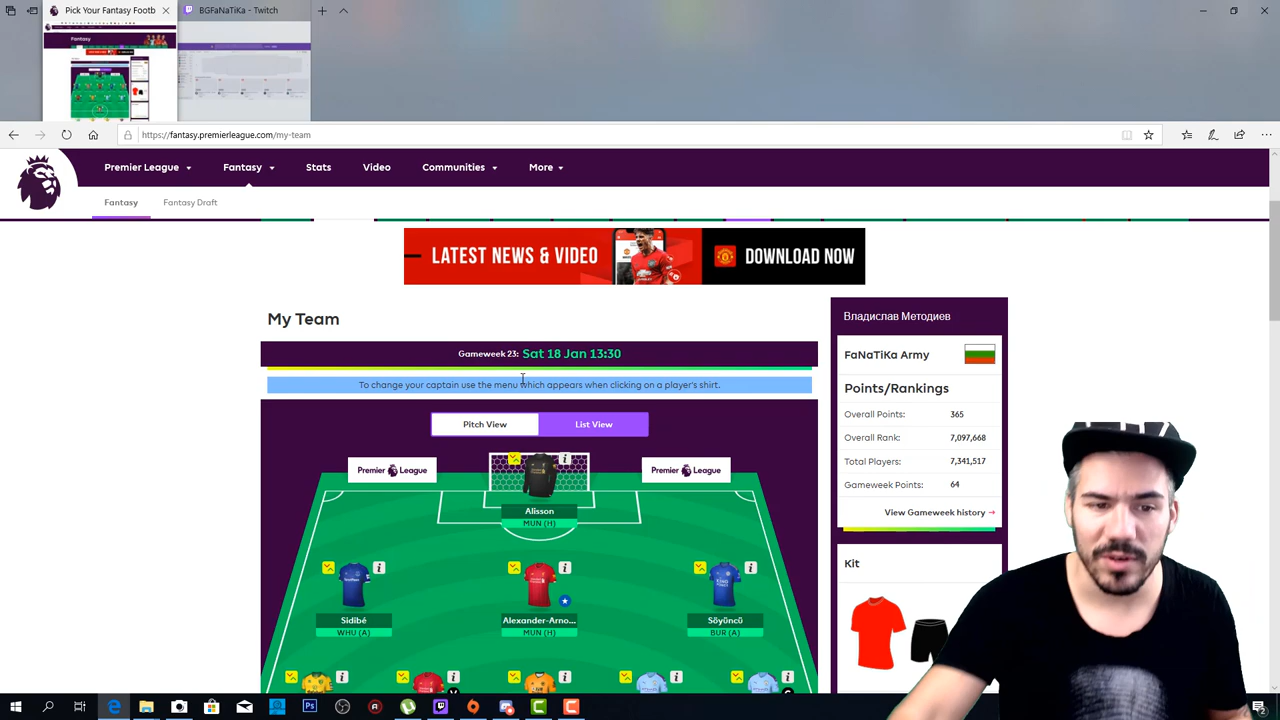 Pick Your Fantasy Footb
BGFaNaTiKa - Twitch
https://fantasy.premierleague.com/my-team
Premier League
Fantasy
Stats
Video
Communities
More
Fantasy
Fantasy Draft
LATEST NEWS & VIDEO
DOWNLOAD NOW
My Team
Gameweek 23: Sat 18 Jan 13:30
To change your captain use the menu which appears when clicking on a player's shirt.
Pitch View
List View
Premier League
Premier League
Alisson
MUN (H)
Sidibé
WHU (A)
Alexander-Arno...
MUN (H)
Söyüncü
BUR (A)
Владислав Методиев
FaNaTiKa Army
Points/Rankings
Overall Points: 365
Overall Rank: 7,097,668
Total Players: 7,341,517
Gameweek Points: 64
View Gameweek history
Kit